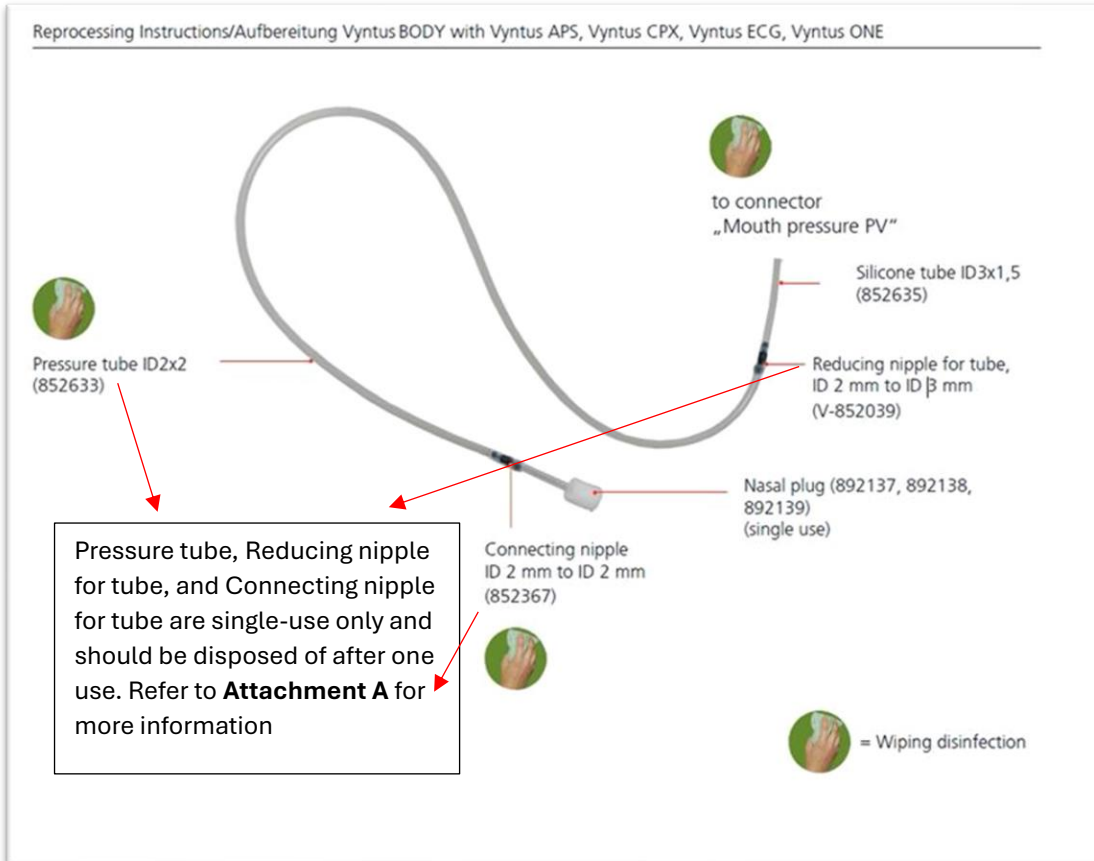 Reprocessing Instructions/Aufbereitung Vyntus BODY with Vyntus APS, Vyntus CPX, Vyntus ECG, Vyntus ONE
to connector
„Mouth pressure PV“
Silicone tube ID3x1,5
(852635)
Pressure tube ID2x2
(852633)
Reducing nipple for tube,
ID 2 mm to ID 3 mm
(V-852039)
Nasal plug (892137, 892138,
892139)
(single use)
Connecting nipple
ID 2 mm to ID 2 mm
(852367)
Pressure tube, Reducing nipple
for tube, and Connecting nipple
for tube are single-use only and
should be disposed of after one
use. Refer to Attachment A for
more information
= Wiping disinfection